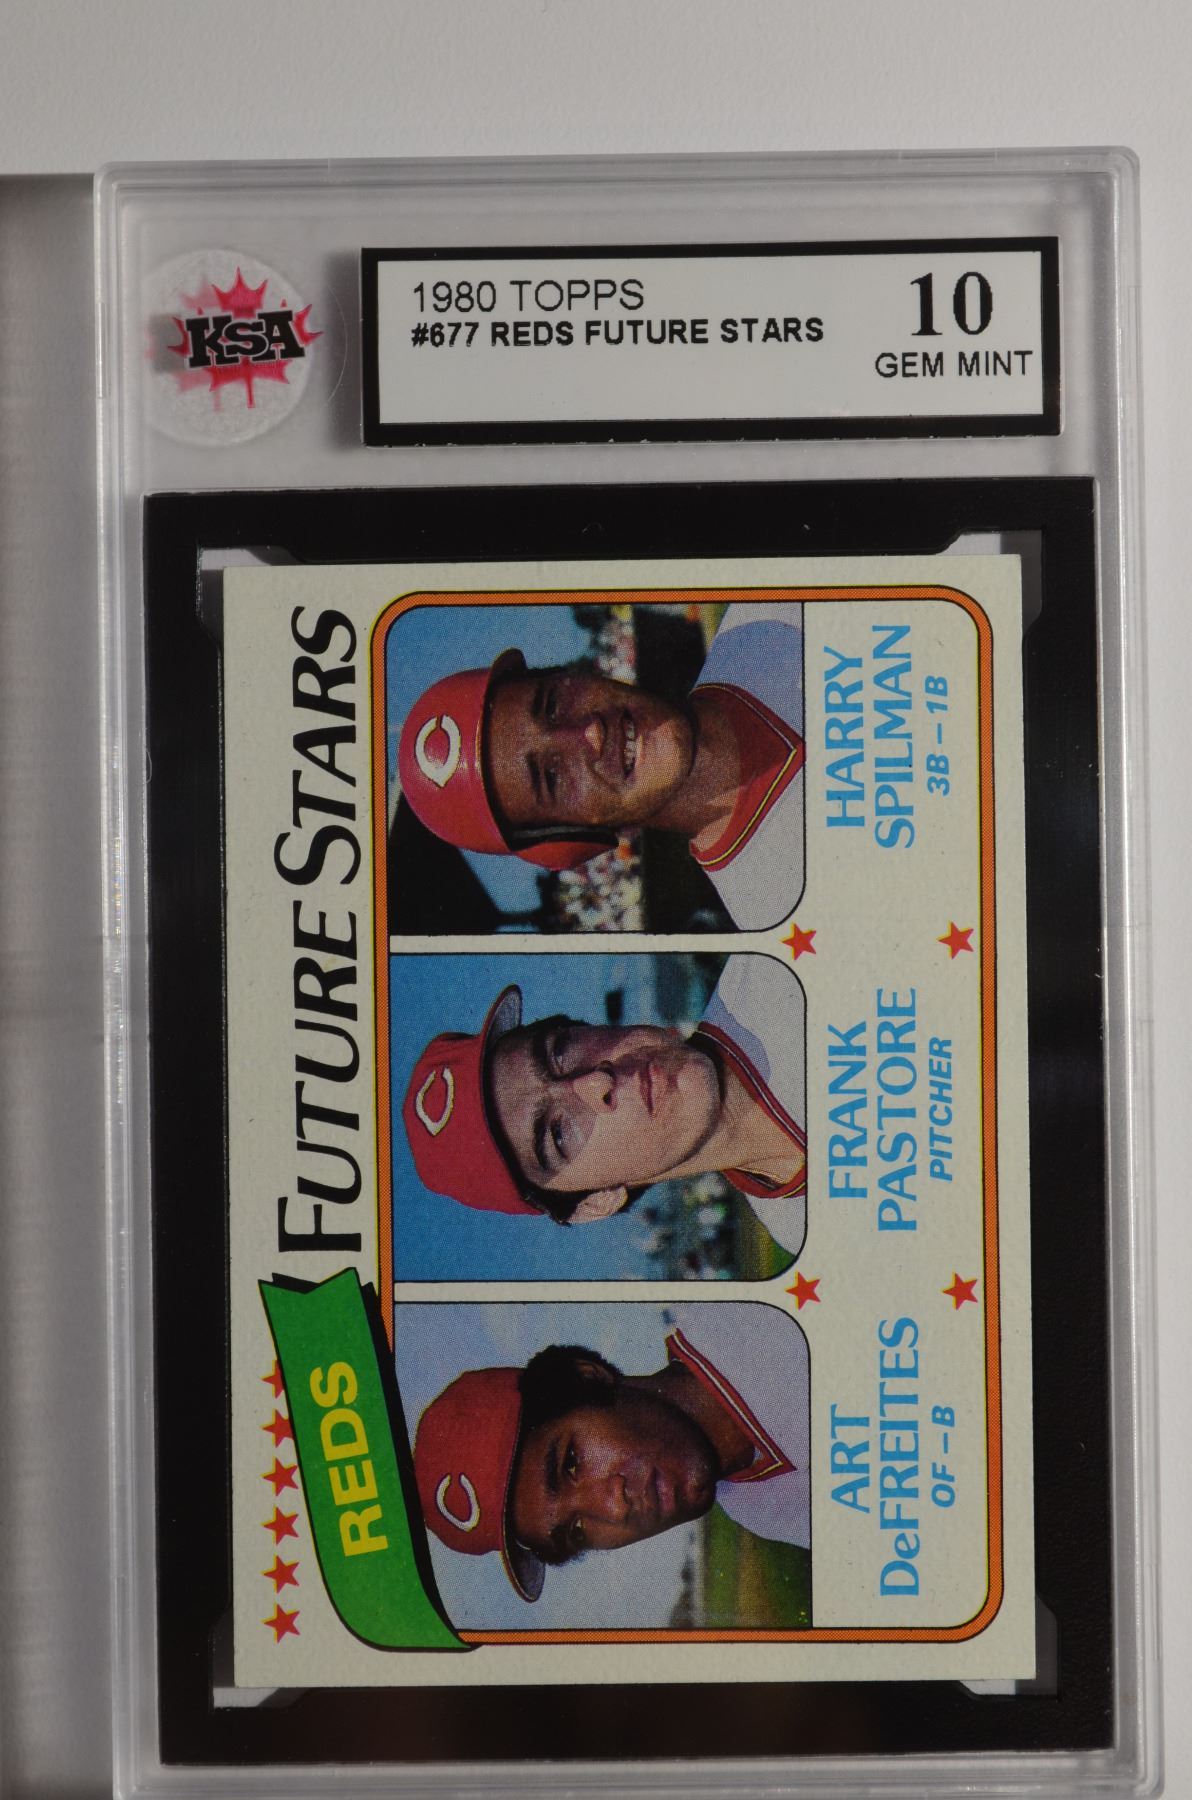 KSA
1980 TOPPS
#677 REDS FUTURE STARS
10
GEM MINT
REDS
FUTURE STARS
ART
DeFREITES
OF–B
FRANK
PASTORE
PITCHER
HARRY
SPILMAN
3B–1B